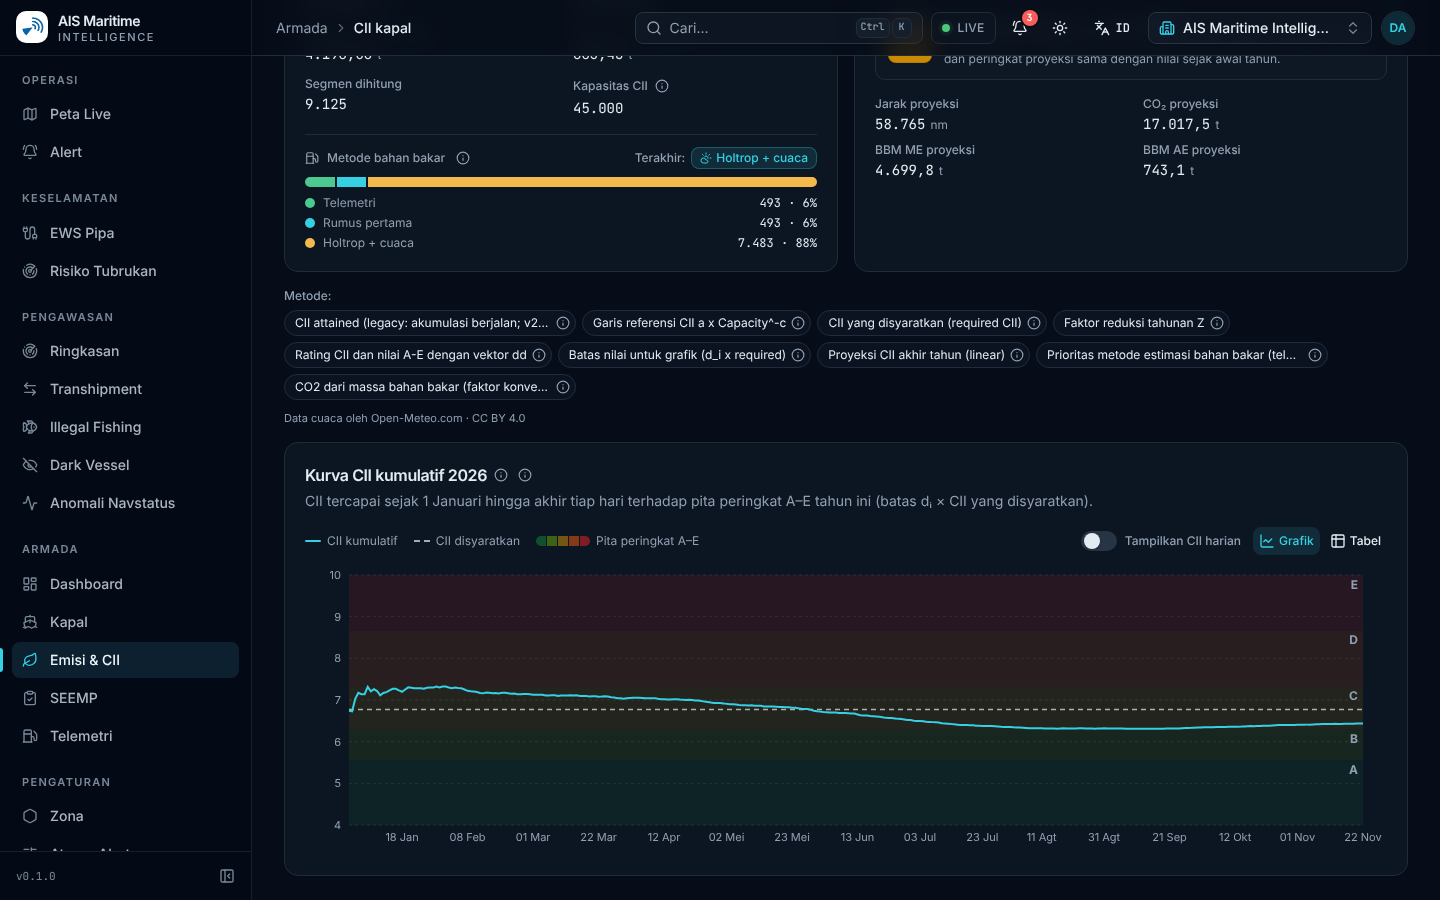 AIS Maritime
INTELLIGENCE
Armada > CII kapal
Cari...
Ctrl K
LIVE
3
ID
AIS Maritime Intellig...
DA
OPERASI
Peta Live
Alert
KESELAMATAN
EWS Pipa
Risiko Tubrukan
PENGAWASAN
Ringkasan
Transhipment
Illegal Fishing
Dark Vessel
Anomali Navstatus
ARMADA
Dashboard
Kapal
Emisi & CII
SEEMP
Telemetri
PENGATURAN
Zona
v0.1.0
Segmen dihitung
9.125
Kapasitas CII
45.000
Metode bahan bakar
Terakhir: Holtrop + cuaca
Telemetri 493 · 6%
Rumus pertama 493 · 6%
Holtrop + cuaca 7.483 · 88%
dan peringkat proyeksi sama dengan nilai sejak awal tahun.
Jarak proyeksi
58.765 nm
CO₂ proyeksi
17.017,5 t
BBM ME proyeksi
4.699,8 t
BBM AE proyeksi
743,1 t
Metode:
CII attained (legacy: akumulasi berjalan; v2...
Garis referensi CII a x Capacity^-c
CII yang disyaratkan (required CII)
Faktor reduksi tahunan Z
Rating CII dan nilai A-E dengan vektor dd
Batas nilai untuk grafik (d_i x required)
Proyeksi CII akhir tahun (linear)
Prioritas metode estimasi bahan bakar (tel...
CO2 dari massa bahan bakar (faktor konve...
Data cuaca oleh Open-Meteo.com · CC BY 4.0
Kurva CII kumulatif 2026
CII tercapai sejak 1 Januari hingga akhir tiap hari terhadap pita peringkat A–E tahun ini (batas dᵢ × CII yang disyaratkan).
CII kumulatif
CII disyaratkan
Pita peringkat A–E
Tampilkan CII harian
Grafik
Tabel
10
9
8
7
6
5
4
E
D
C
B
A
18 Jan 08 Feb 01 Mar 22 Mar 12 Apr 02 Mei 23 Mei 13 Jun 03 Jul 23 Jul 11 Agt 31 Agt 21 Sep 12 Okt 01 Nov 22 Nov